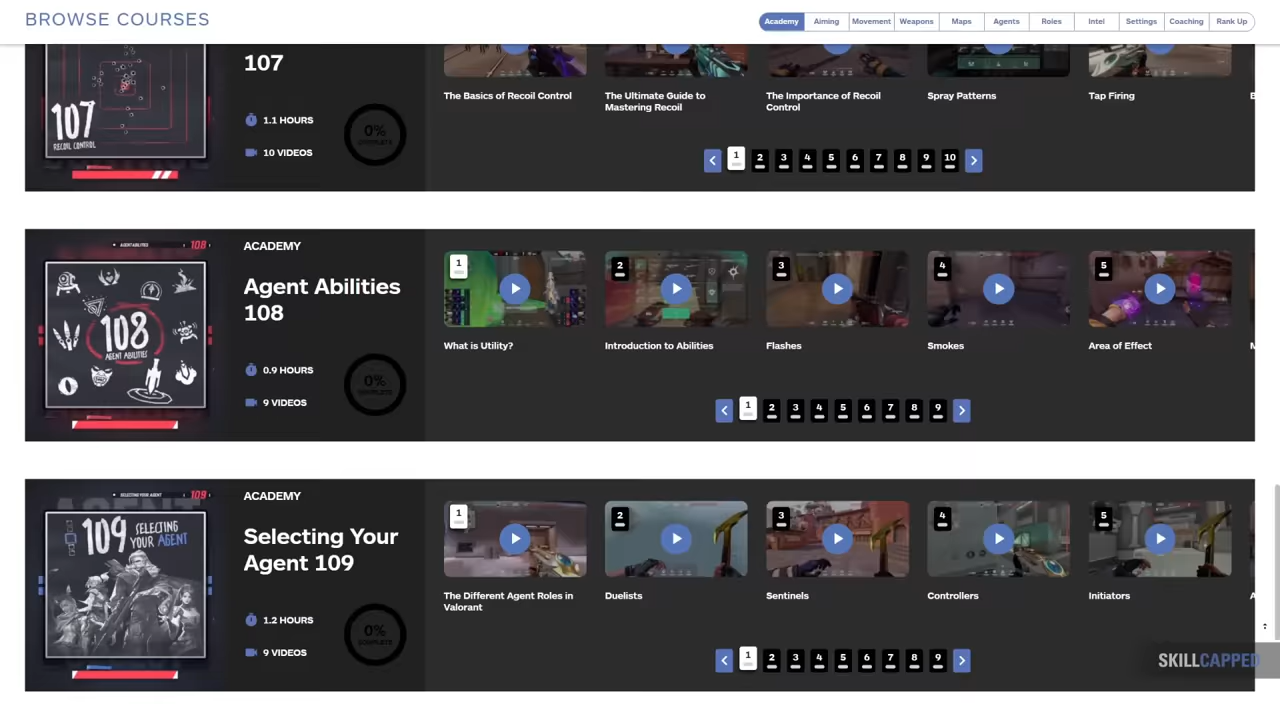 BROWSE COURSES
Academy Aiming Movement Weapons Maps Agents Roles Intel Settings Coaching Rank Up
107
107
RECOIL CONTROL
1.1 HOURS
10 VIDEOS
0%
COMPLETE
The Basics of Recoil Control
The Ultimate Guide to
Mastering Recoil
The Importance of Recoil
Control
Spray Patterns
Tap Firing
1 2 3 4 5 6 7 8 9 10
AGENT ABILITIES 108
108
AGENT ABILITIES
ACADEMY
Agent Abilities
108
0.9 HOURS
9 VIDEOS
0%
COMPLETE
1
What is Utility?
2
Introduction to Abilities
3
Flashes
4
Smokes
5
Area of Effect
1 2 3 4 5 6 7 8 9
SELECTING YOUR AGENT 109
109 SELECTING
YOUR AGENT
ACADEMY
Selecting Your
Agent 109
1.2 HOURS
9 VIDEOS
0%
COMPLETE
1
The Different Agent Roles in
Valorant
2
Duelists
3
Sentinels
4
Controllers
5
Initiators
1 2 3 4 5 6 7 8 9
SKILLCAPPED